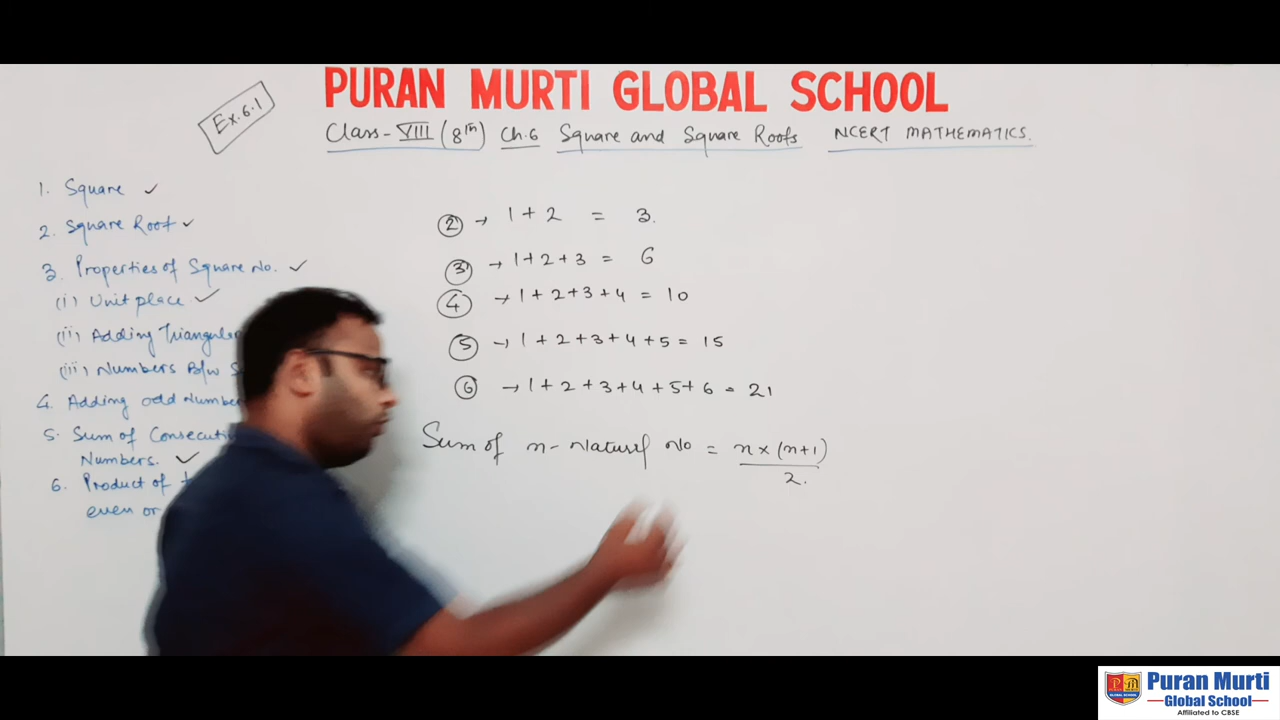 PURAN MURTI GLOBAL SCHOOL
Ex.6.1
Class-VIII (8th) Ch.6 Square and Square Roots NCERT MATHEMATICS.
1. Square ✓
2. Square Root ✓
3. Properties of Square No. ✓
(i) Unit place ✓
(ii) Adding Triangular
(iii) Numbers B/w S
4. Adding odd Number
5. Sum of Consecuti
Numbers. ✓
6. Product of
even or
② → 1 + 2 = 3.
③ → 1 + 2 + 3 = 6
④ → 1 + 2 + 3 + 4 = 10
⑤ → 1 + 2 + 3 + 4 + 5 = 15
⑥ → 1 + 2 + 3 + 4 + 5 + 6 = 21
Sum of n-Natural No = n × (n+1)
2.
Puran Murti
Global School
Affiliated to CBSE